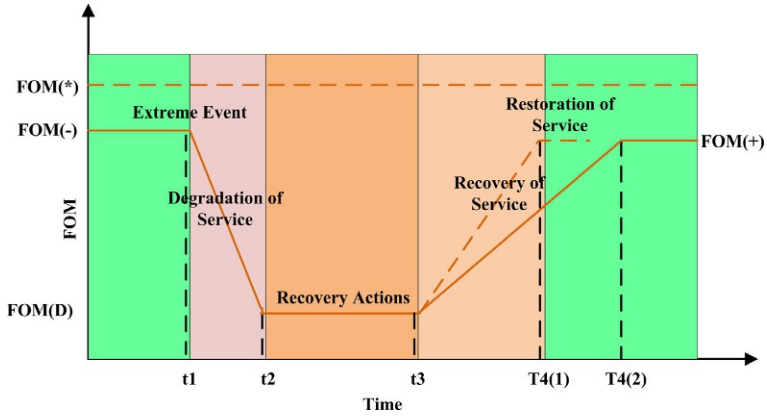 FOM(*)
Extreme Event
Restoration of
Service
FOM(-)
FOM(+)
Degradation of
Service
Recovery of
Service
FOM
FOM(D)
Recovery Actions
t1
t2
t3
T4(1)
T4(2)
Time